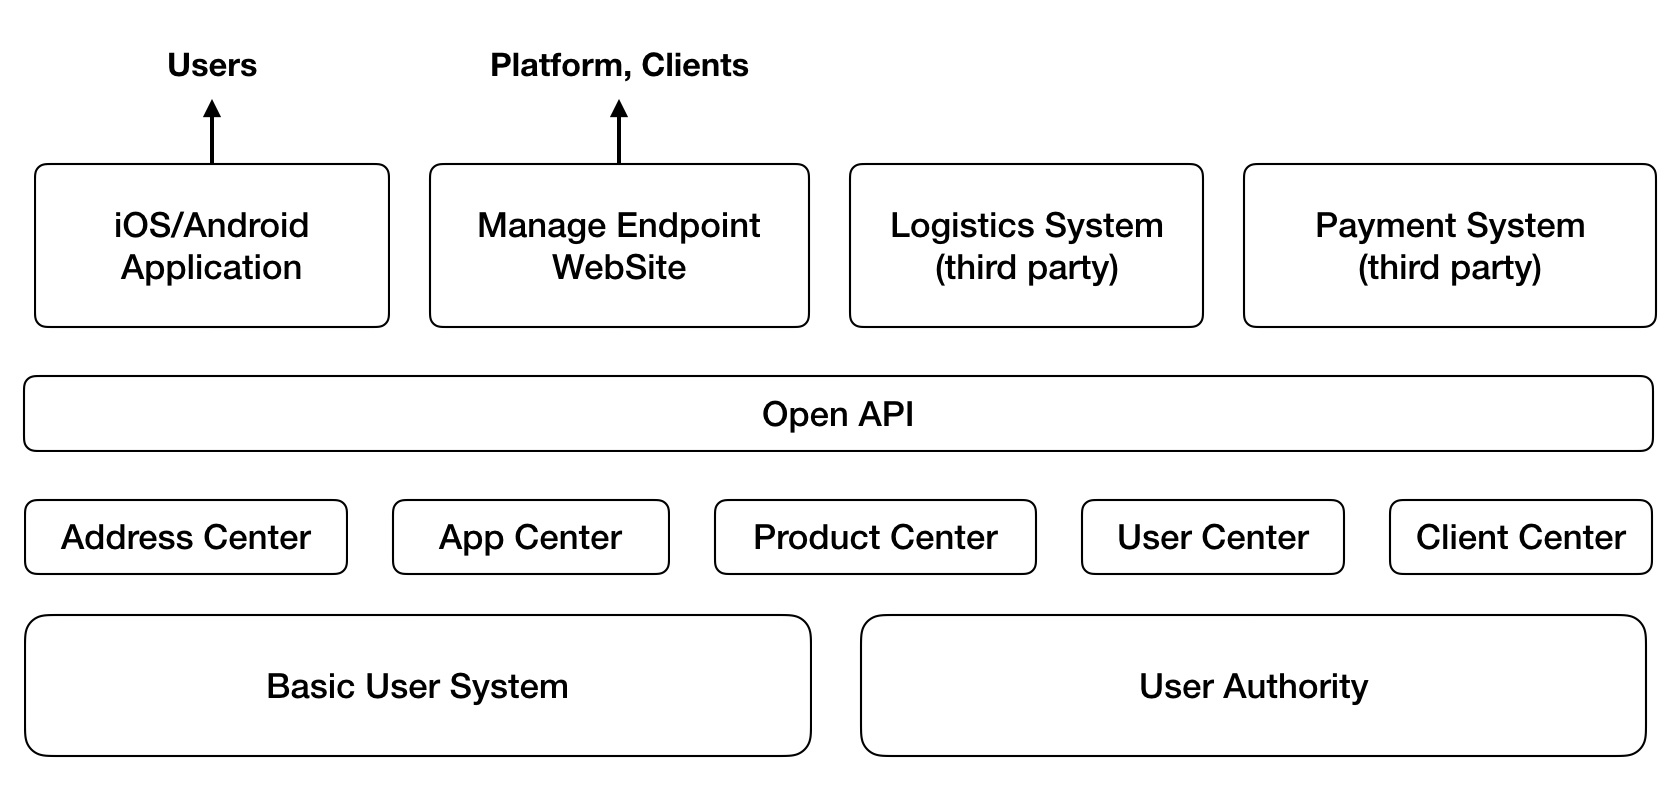 Users
Platform, Clients
iOS/Android
Application
Manage Endpoint
WebSite
Logistics System
(third party)
Payment System
(third party)
Open API
Address Center
App Center
Product Center
User Center
Client Center
Basic User System
User Authority